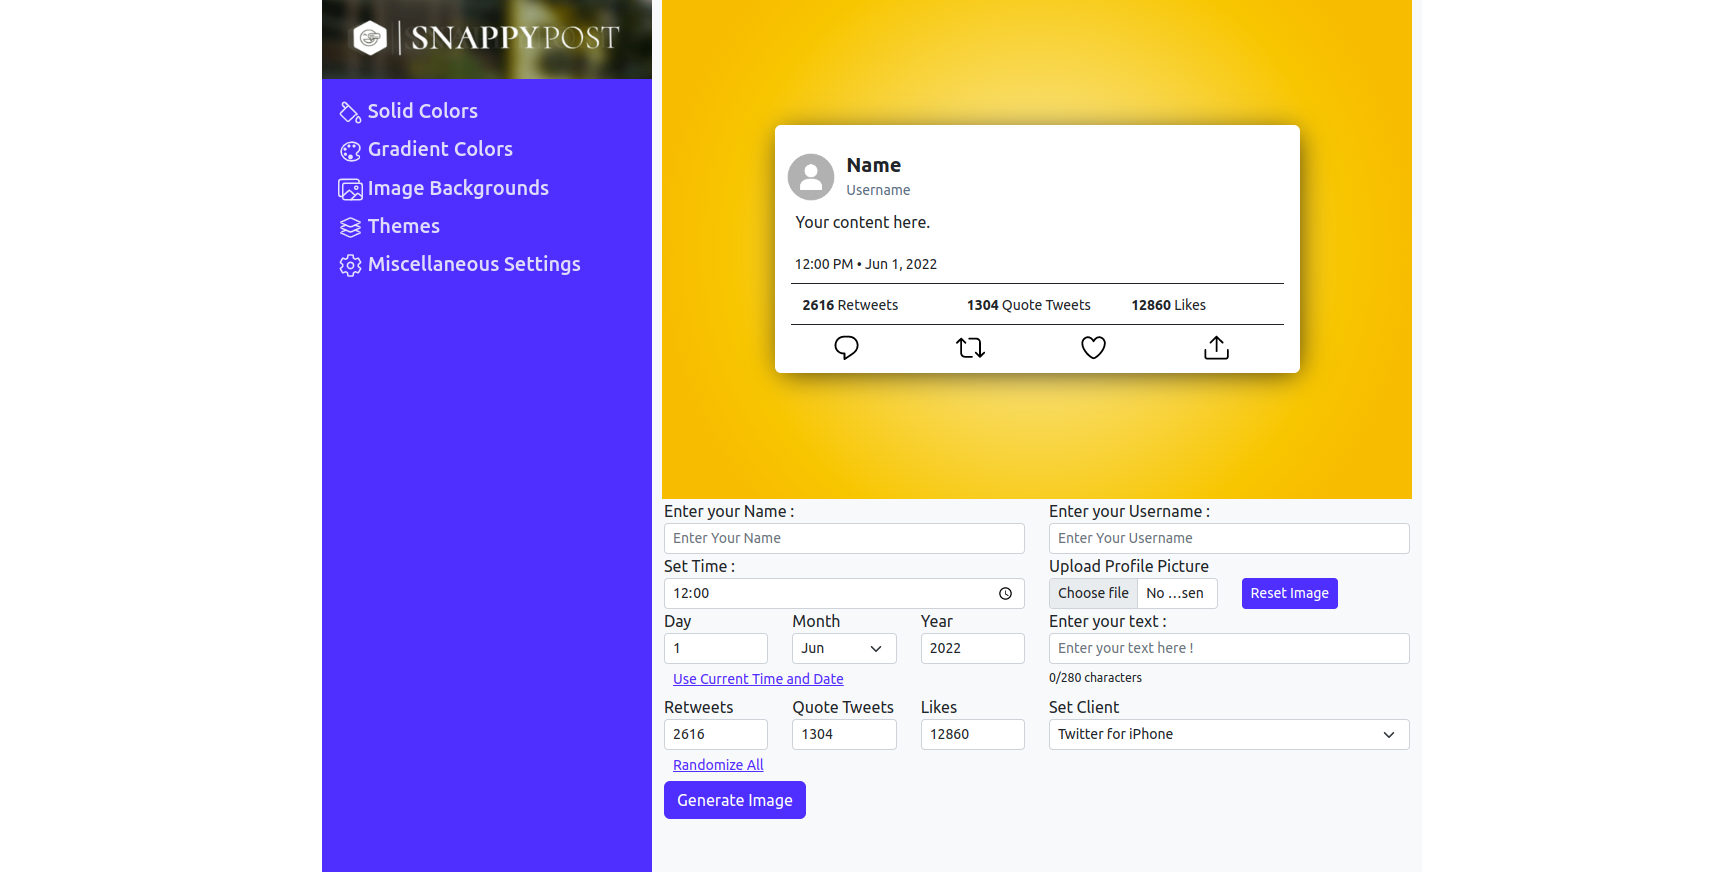 SNAPPYPOST
Solid Colors
Gradient Colors
Image Backgrounds
Themes
Miscellaneous Settings
Name
Username
Your content here.
12:00 PM • Jun 1, 2022
2616 Retweets 1304 Quote Tweets 12860 Likes
Enter your Name : Enter your Username :
Enter Your Name Enter Your Username
Set Time : Upload Profile Picture
12:00 Choose file No ...sen Reset Image
Day Month Year Enter your text :
1 Jun 2022 Enter your text here !
Use Current Time and Date 0/280 characters
Retweets Quote Tweets Likes Set Client
2616 1304 12860 Twitter for iPhone
Randomize All
Generate Image